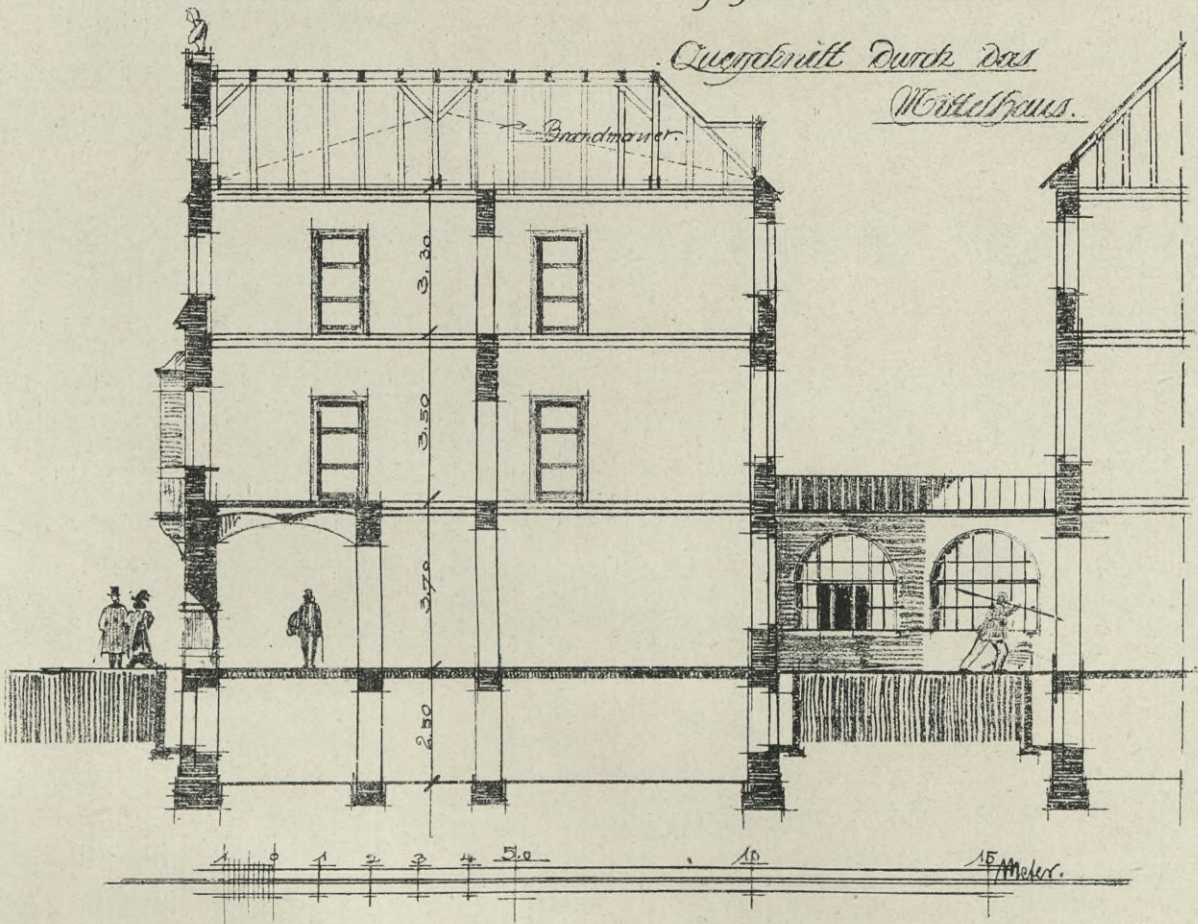 Querschnitt durch das
Mittelhaus.
Brandmauer.
3,30
3.50
3.70
2.50
1 0 1 2 3 4 5.0 10 15 Meter.